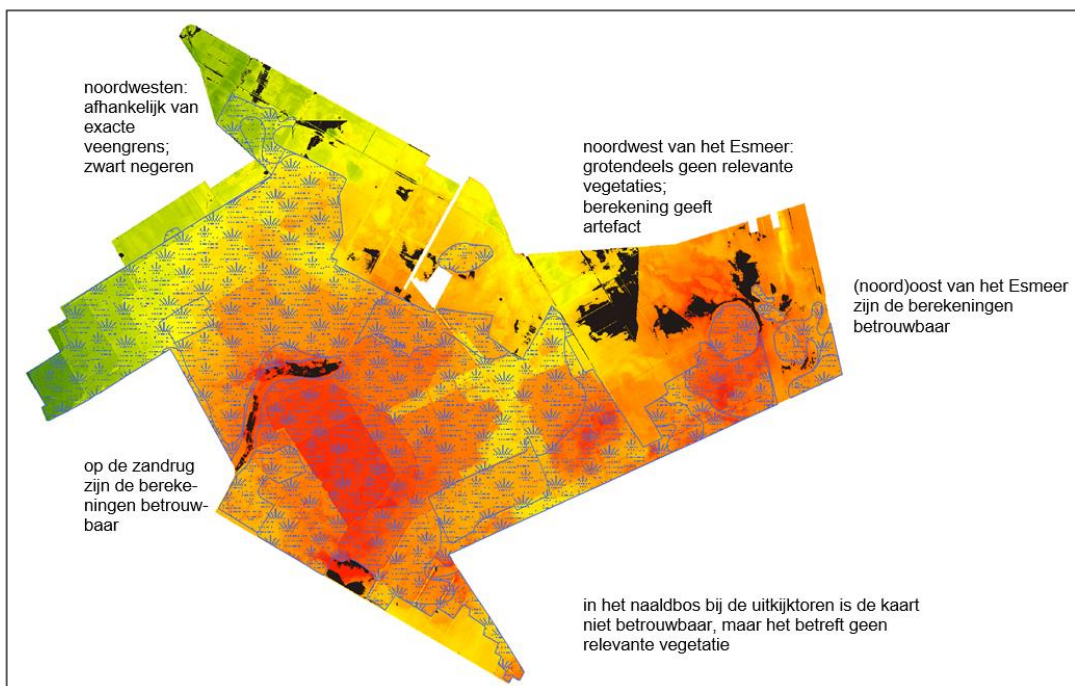 noordwesten:
afhankelijk van
exacte
veengrens;
zwart negeren
noordwest van het Esmeer:
grotendeels geen relevante
vegetaties;
berekening geeft
artefact
(noord)oost van het Esmeer
zijn de berekeningen
betrouwbaar
op de zandrug
zijn de bereke-
ningen betrouw-
baar
in het naaldbos bij de uitkijktoren is de kaart
niet betrouwbaar, maar het betreft geen
relevante vegetatie